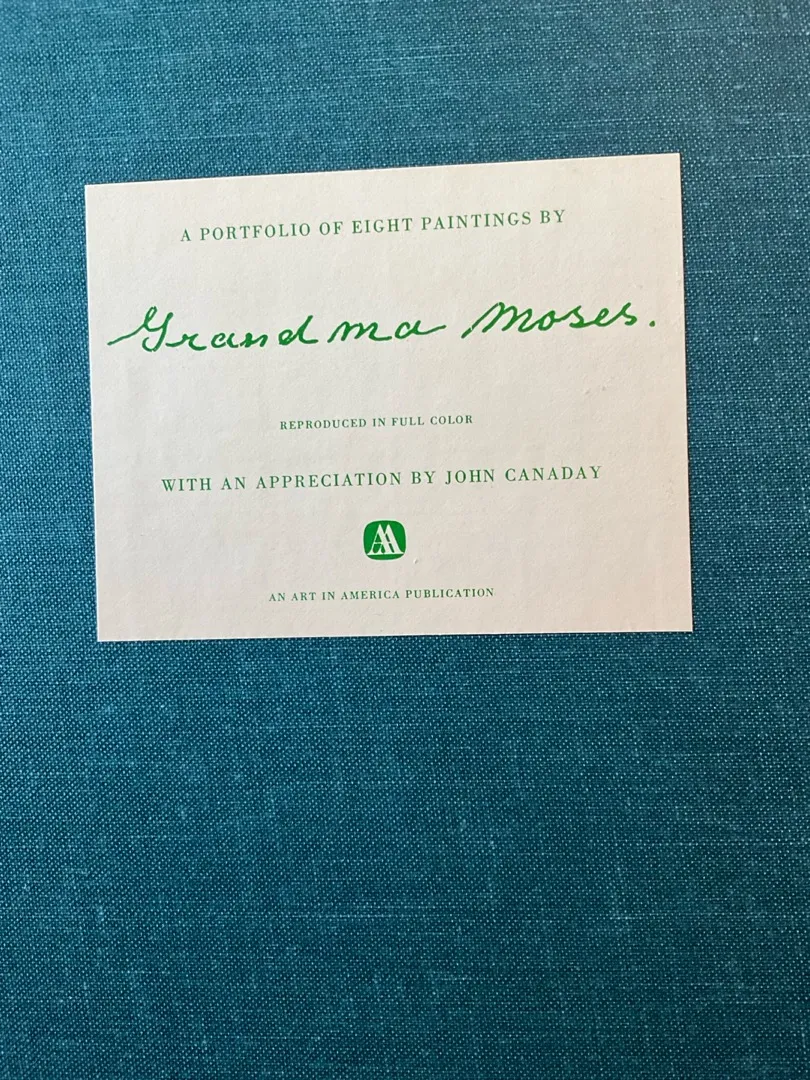 A PORTFOLIO OF EIGHT PAINTINGS BY
Grandma Moses.
REPRODUCED IN FULL COLOR
WITH AN APPRECIATION BY JOHN CANADAY
AN ART IN AMERICA PUBLICATION